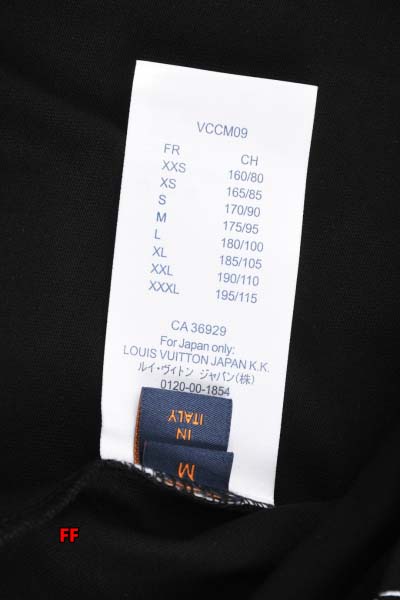 VCCM09
FR CH
XXS 160/80
XS 165/85
S 170/90
M 175/95
L 180/100
XL 185/105
XXL 190/110
XXXL 195/115
CA 36929
For Japan only:
LOUIS VUITTON JAPAN K.K.
ルイ・ヴィトン ジャパン(株)
0120-00-1854
IN
ITALY
M
FF